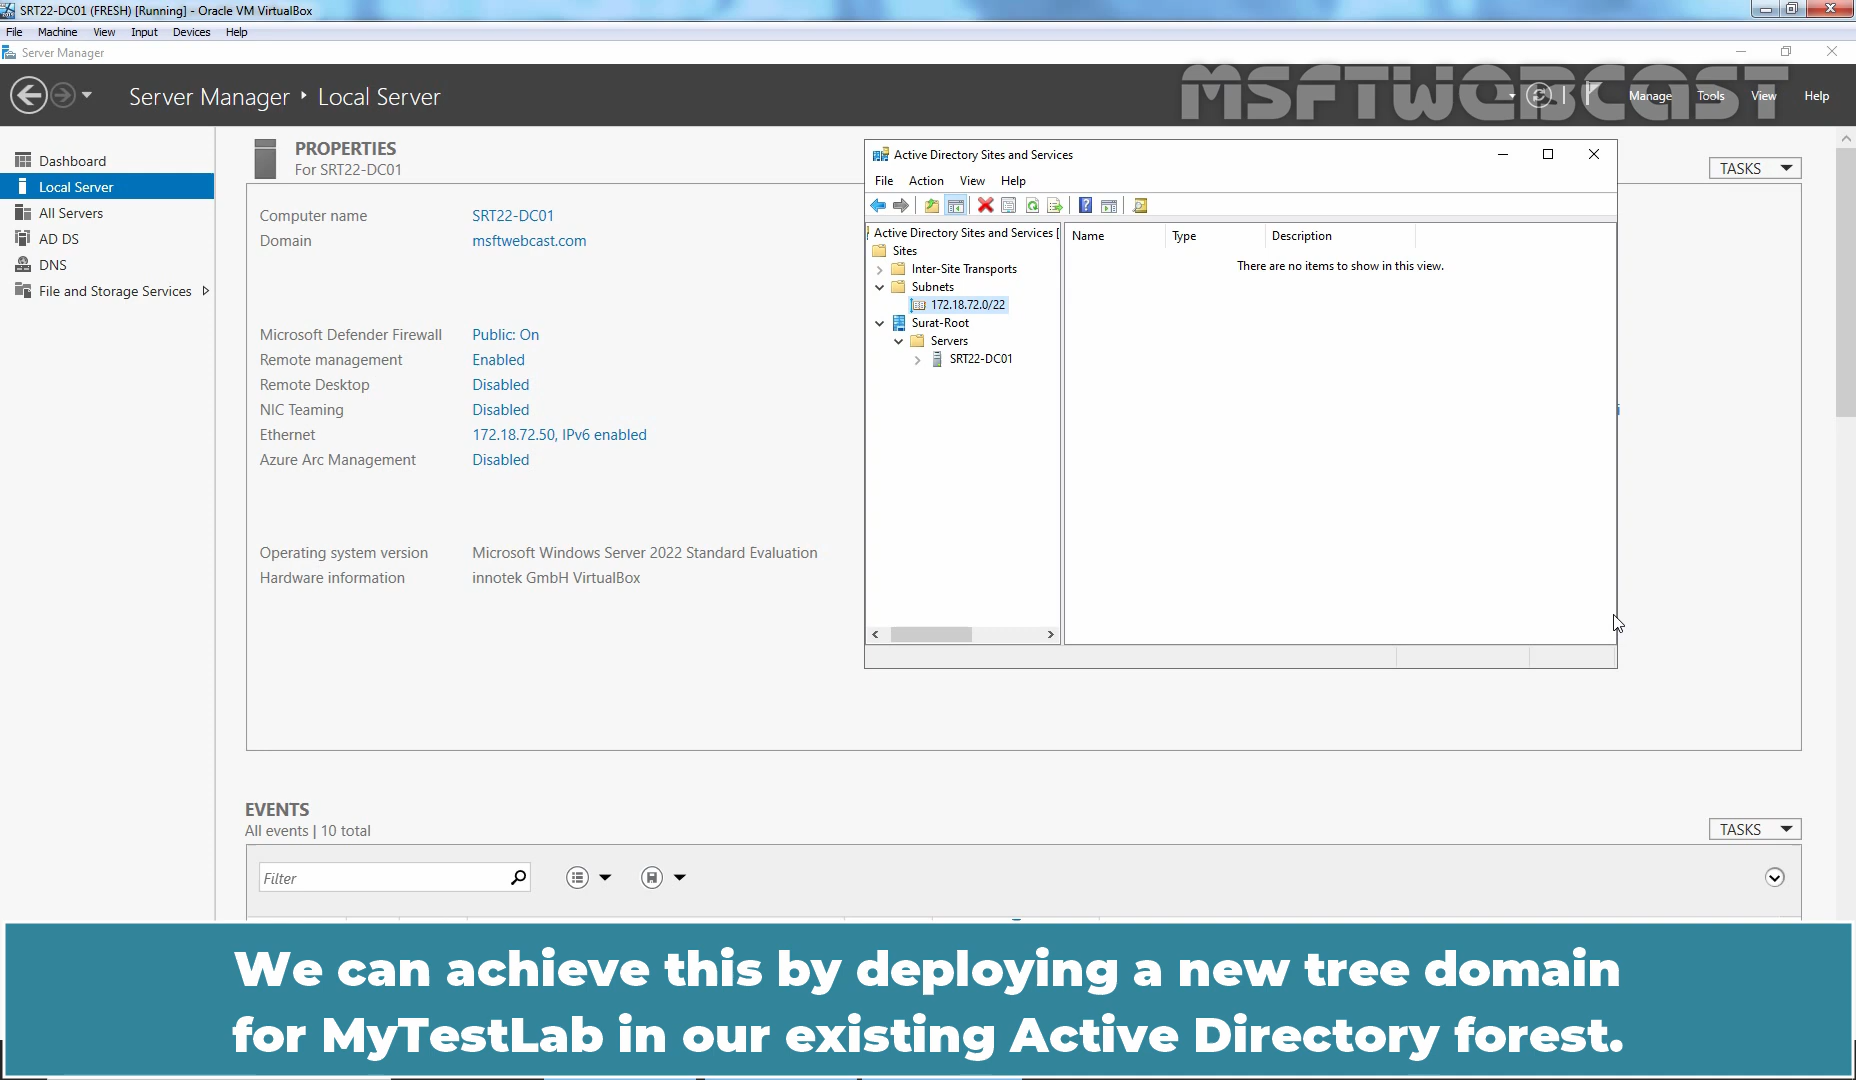 SRT22-DC01 (FRESH) [Running] - Oracle VM VirtualBox
File Machine View Input Devices Help
Server Manager
Server Manager ‣ Local Server
MSFTWEBCAST
Manage Tools View Help
Dashboard
Local Server
All Servers
AD DS
DNS
File and Storage Services
PROPERTIES
For SRT22-DC01
TASKS
Computer name SRT22-DC01
Domain msftwebcast.com
Microsoft Defender Firewall Public: On
Remote management Enabled
Remote Desktop Disabled
NIC Teaming Disabled
Ethernet 172.18.72.50, IPv6 enabled
Azure Arc Management Disabled
Operating system version Microsoft Windows Server 2022 Standard Evaluation
Hardware information innotek GmbH VirtualBox
Active Directory Sites and Services
File Action View Help
Active Directory Sites and Services [
Sites
Inter-Site Transports
Subnets
172.18.72.0/22
Surat-Root
Servers
SRT22-DC01
Name Type Description
There are no items to show in this view.
EVENTS
All events | 10 total
TASKS
Filter
We can achieve this by deploying a new tree domain
for MyTestLab in our existing Active Directory forest.